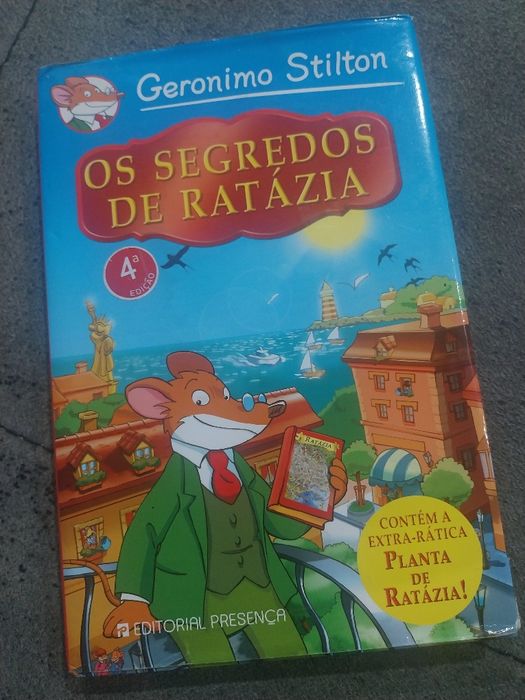 Geronimo Stilton
OS SEGREDOS
DE RATÁZIA
4ª
EDIÇÃO
RATÁZIA
CONTÉM A
EXTRA-RÁTICA
PLANTA
DE
RATÁZIA!
EDITORIAL PRESENÇA